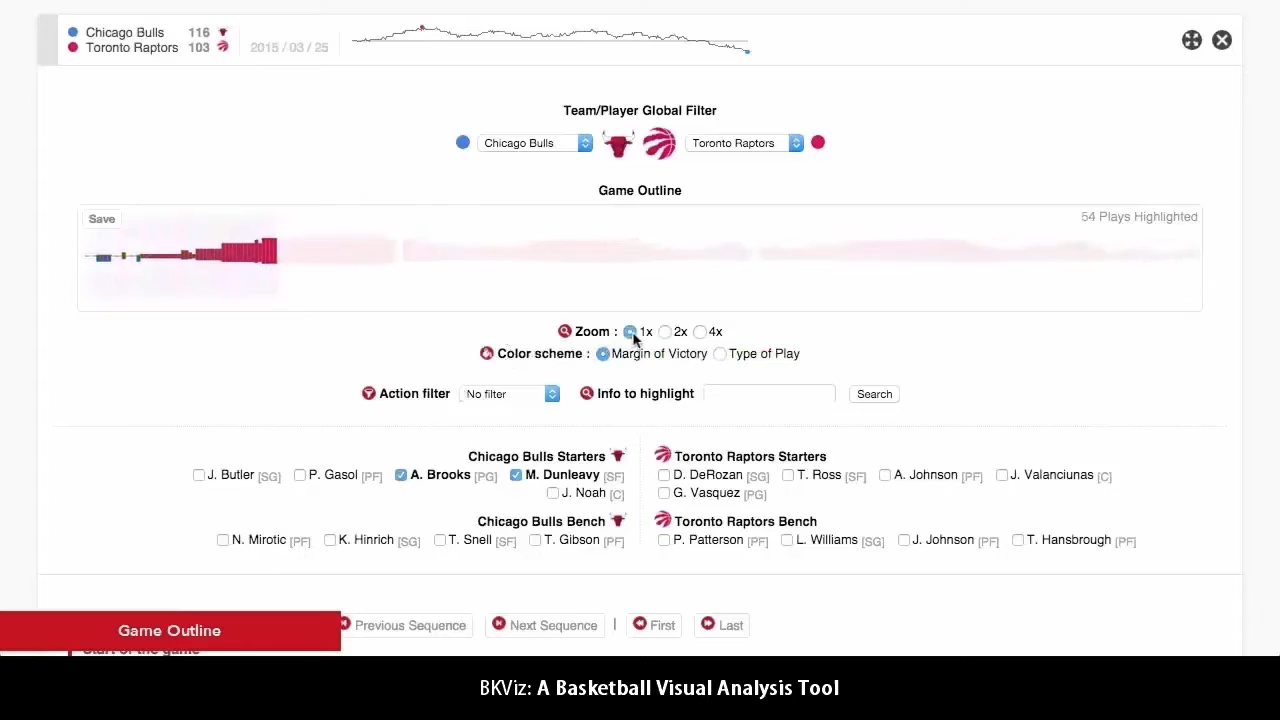 Chicago Bulls 116
Toronto Raptors 103
2015 / 03 / 25
Team/Player Global Filter
Chicago Bulls
Toronto Raptors
Game Outline
Save
54 Plays Highlighted
Zoom : 1x 2x 4x
Color scheme : Margin of Victory Type of Play
Action filter No filter Info to highlight Search
Chicago Bulls Starters
J. Butler [SG] P. Gasol [PF] A. Brooks [PG] M. Dunleavy [SF]
J. Noah [C]
Toronto Raptors Starters
D. DeRozan [SG] T. Ross [SF] A. Johnson [PF] J. Valanciunas [C]
G. Vasquez [PG]
Chicago Bulls Bench
N. Mirotic [PF] K. Hinrich [SG] T. Snell [SF] T. Gibson [PF]
Toronto Raptors Bench
P. Patterson [PF] L. Williams [SG] J. Johnson [PF] T. Hansbrough [PF]
Previous Sequence Next Sequence | First Last
Game Outline
Start of the game
BKViz: A Basketball Visual Analysis Tool